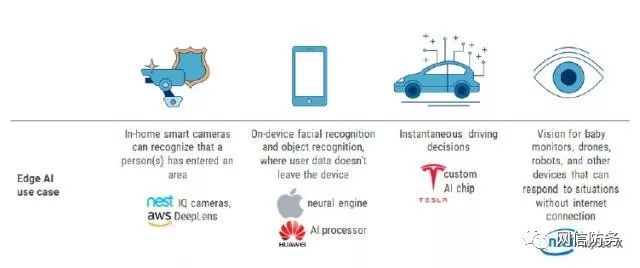 In-home smart cameras
can recognize that a
person(s) has entered an
area
On-device facial recognition
and object recognition,
where user data doesn't
leave the device
Instantaneous driving
decisions
Vision for baby
monitors, drones,
robots, and other
devices that can
respond to situations
without internet
connection
Edge AI
use case
nest IQ cameras,
aws DeepLens
neural engine
HUAWEI AI processor
TESLA
custom
AI chip
网信防务